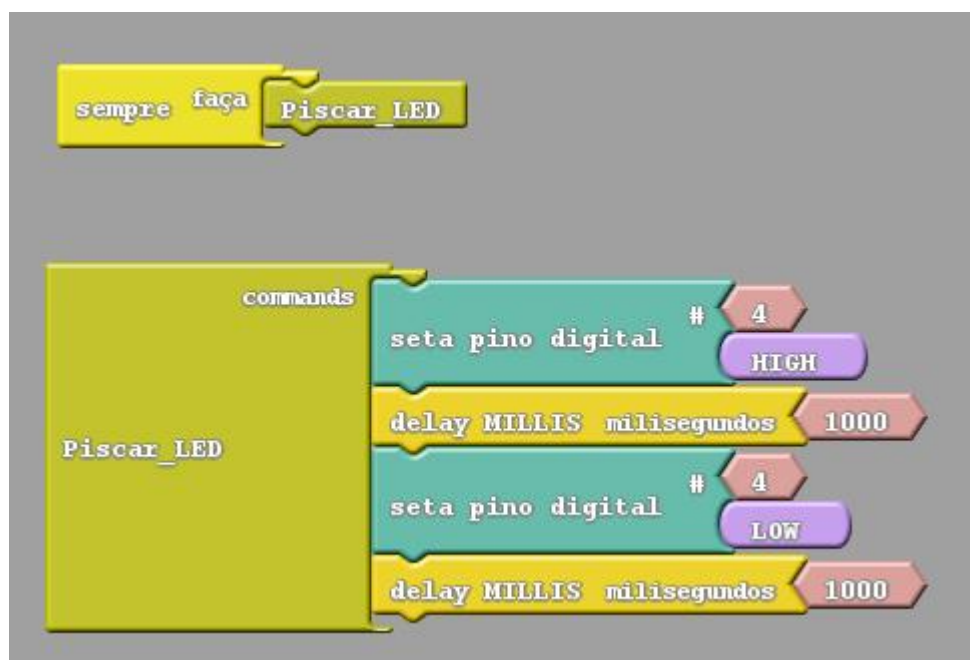 sempre faça Piscar_LED
commands
seta pino digital # 4
HIGH
delay MILLIS milisegundos 1000
Piscar_LED
seta pino digital # 4
LOW
delay MILLIS milisegundos 1000